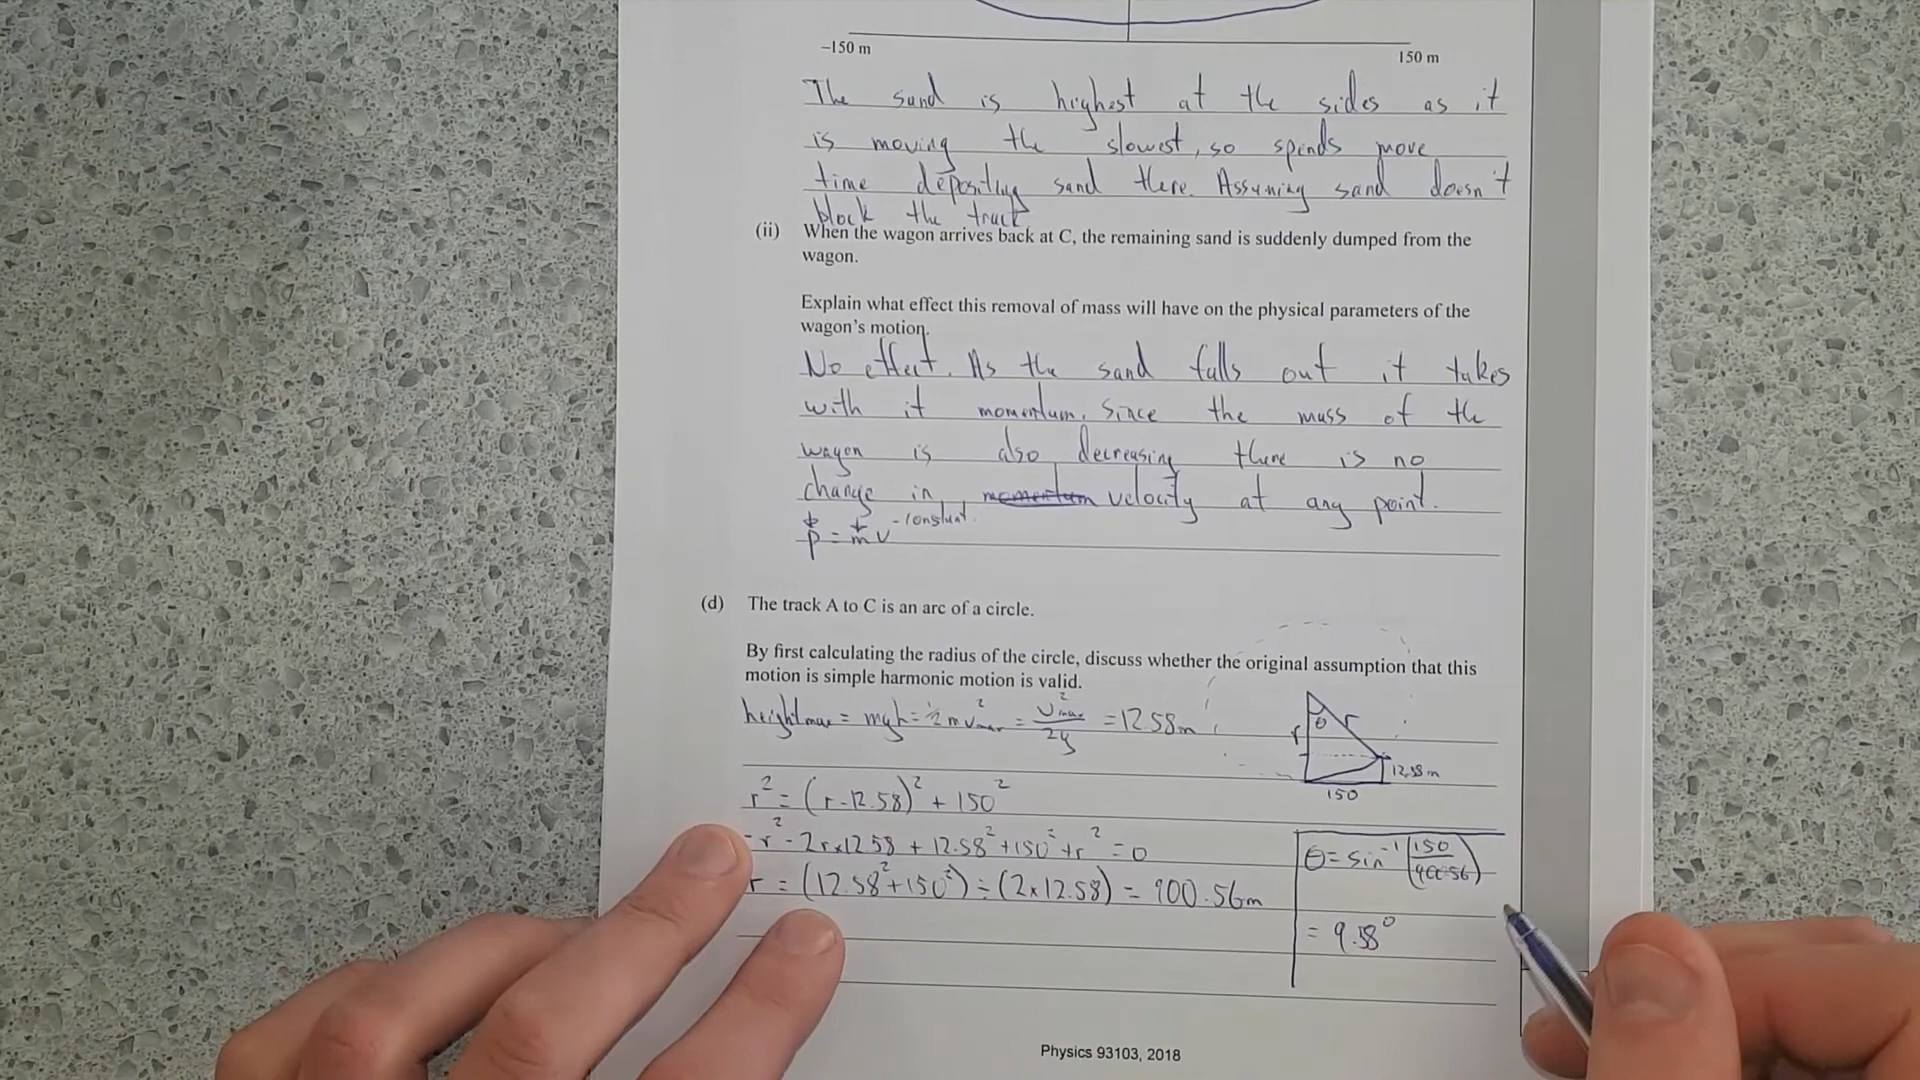 −150 m
150 m
The sand is highest at the sides as it
is moving the slowest, so spends more
time depositing sand there. Assuming sand doesn't
block the track
(ii) When the wagon arrives back at C, the remaining sand is suddenly dumped from the
wagon.
Explain what effect this removal of mass will have on the physical parameters of the
wagon's motion.
No effect. As the sand falls out it takes
with it momentum. Since the mass of the
wagon is also decreasing there is no
change in momentum velocity at any point.
p = mv - constant
(d) The track A to C is an arc of a circle.
By first calculating the radius of the circle, discuss whether the original assumption that this
motion is simple harmonic motion is valid.
height max = mgh = ½ m v²max = v²max / 2g = 12.58m
θ
r
r
12.58m
150
r² = (r - 12.58)² + 150²
- r² - 2r×12.58 + 12.58² + 150² + r² = 0
r = (12.58² + 150²) ÷ (2×12.58) = 900.56m
θ = sin⁻¹ (150 / 900.56)
= 9.58°
Physics 93103, 2018